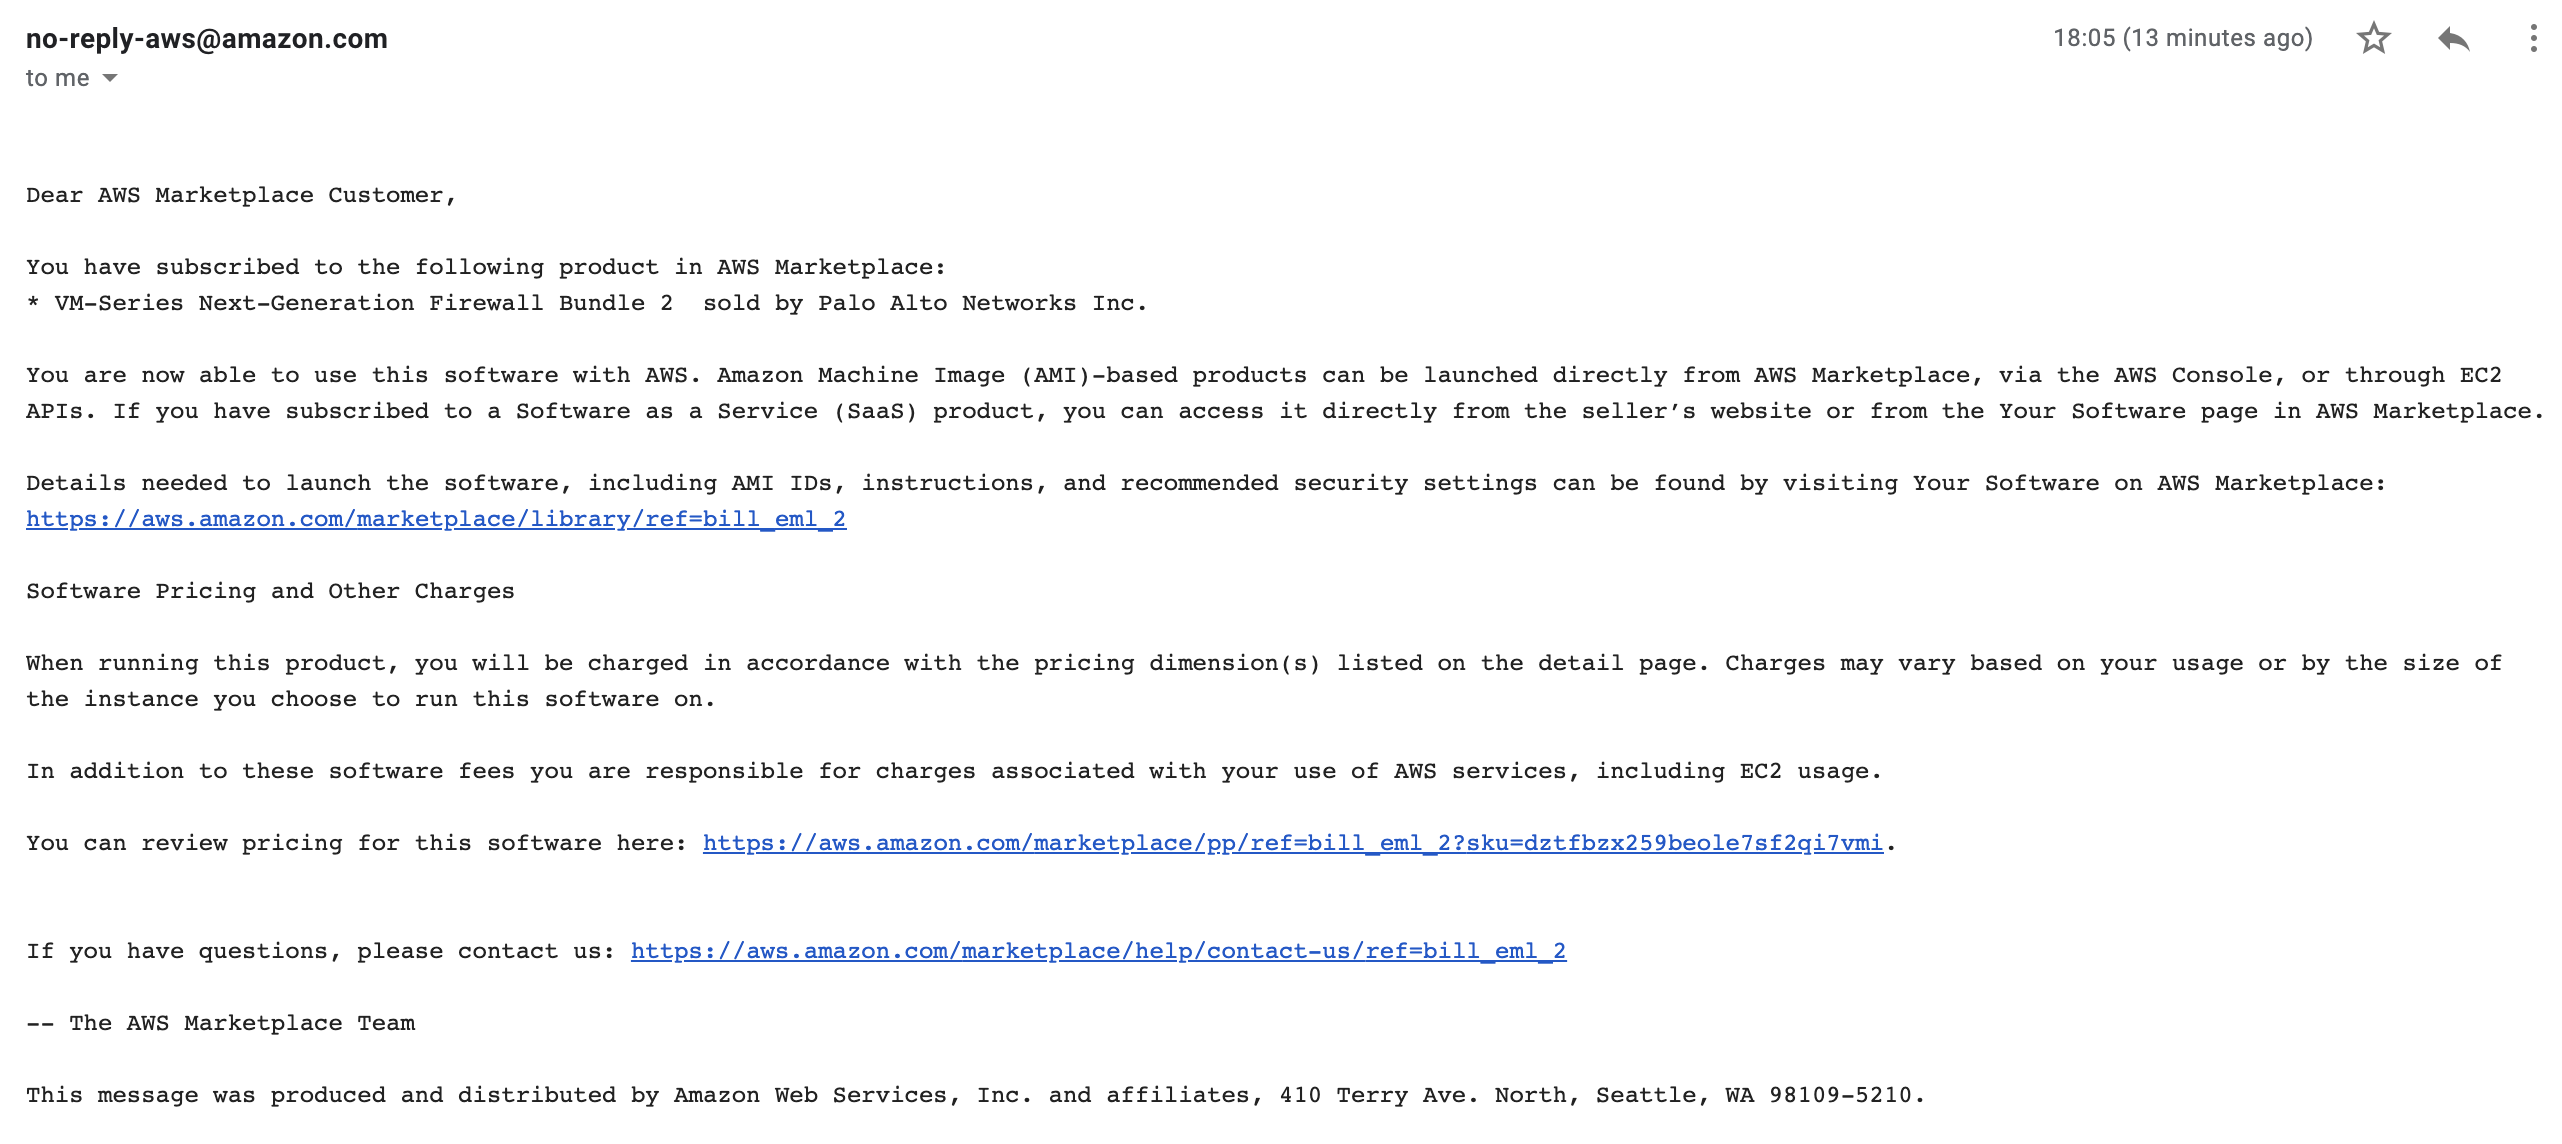 no-reply-aws@amazon.com
18:05 (13 minutes ago)
to me
Dear AWS Marketplace Customer,
You have subscribed to the following product in AWS Marketplace:
* VM-Series Next-Generation Firewall Bundle 2  sold by Palo Alto Networks Inc.
You are now able to use this software with AWS. Amazon Machine Image (AMI)-based products can be launched directly from AWS Marketplace, via the AWS Console, or through EC2
APIs. If you have subscribed to a Software as a Service (SaaS) product, you can access it directly from the seller’s website or from the Your Software page in AWS Marketplace.
Details needed to launch the software, including AMI IDs, instructions, and recommended security settings can be found by visiting Your Software on AWS Marketplace:
https://aws.amazon.com/marketplace/library/ref=bill_eml_2
Software Pricing and Other Charges
When running this product, you will be charged in accordance with the pricing dimension(s) listed on the detail page. Charges may vary based on your usage or by the size of
the instance you choose to run this software on.
In addition to these software fees you are responsible for charges associated with your use of AWS services, including EC2 usage.
You can review pricing for this software here: https://aws.amazon.com/marketplace/pp/ref=bill_eml_2?sku=dztfbzx259beole7sf2qi7vmi.
If you have questions, please contact us: https://aws.amazon.com/marketplace/help/contact-us/ref=bill_eml_2
-- The AWS Marketplace Team
This message was produced and distributed by Amazon Web Services, Inc. and affiliates, 410 Terry Ave. North, Seattle, WA 98109-5210.